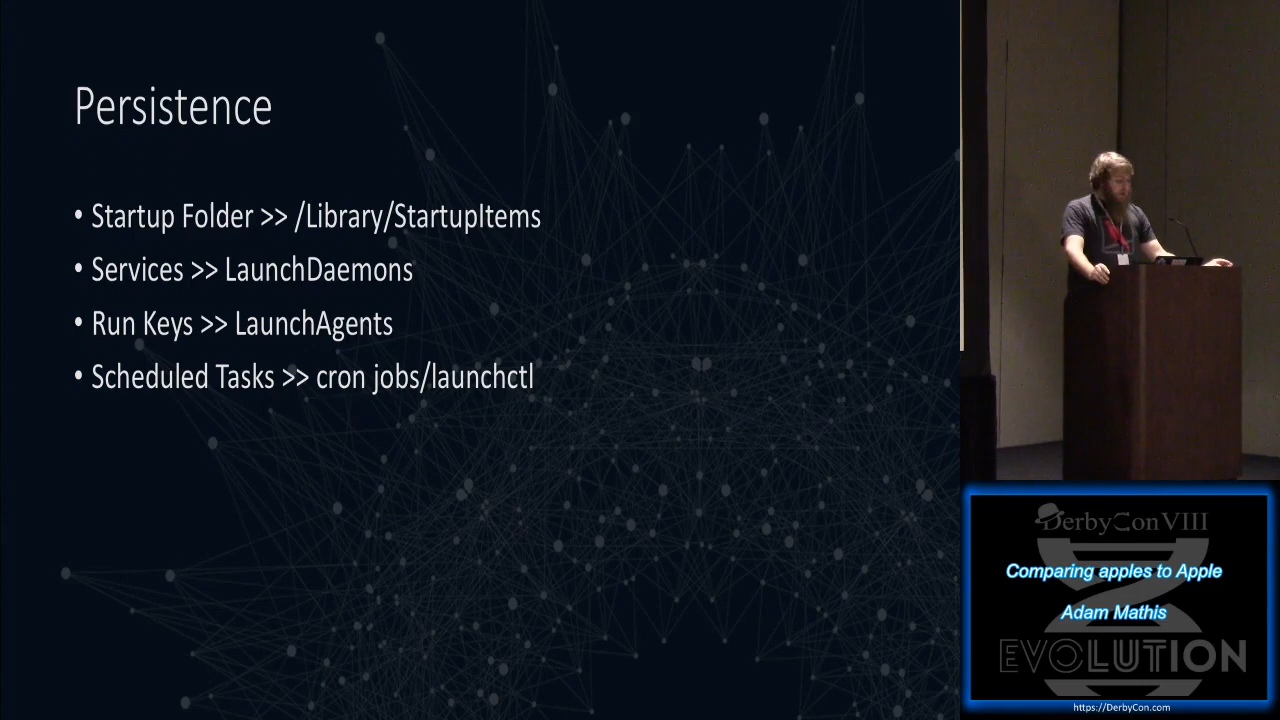 Persistence
• Startup Folder >> /Library/StartupItems
• Services >> LaunchDaemons
• Run Keys >> LaunchAgents
• Scheduled Tasks >> cron jobs/launchctl
DerbyCon VIII
Comparing apples to Apple
Adam Mathis
EVOLUTION
https://DerbyCon.com